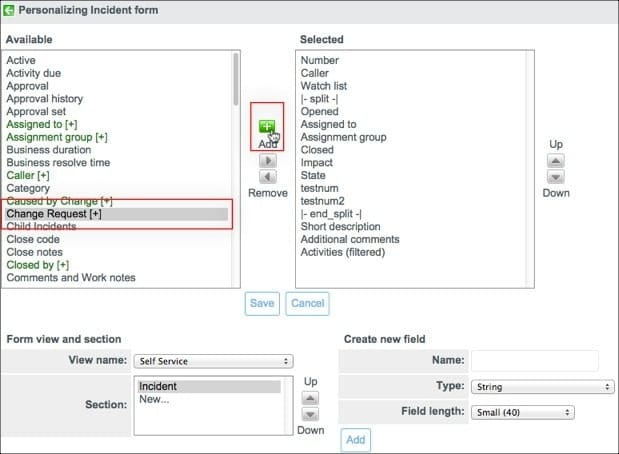 Personalizing Incident form
Available
Active
Activity due
Approval
Approval history
Approval set
Assigned to [+]
Assignment group [+]
Business duration
Business resolve time
Caller [+]
Category
Caused by Change [+]
Change Request [+]
Child Incidents
Close code
Close notes
Closed by [+]
Comments and Work notes
Add
Remove
Selected
Number
Caller
Watch list
|- split -|
Opened
Assigned to
Assignment group
Closed
Impact
State
testnum
testnum2
|- end_split -|
Short description
Additional comments
Activities (filtered)
Up
Down
Save
Cancel
Form view and section
View name: Self Service
Section:
Incident
New...
Up
Down
Create new field
Name:
Type: String
Field length: Small (40)
Add